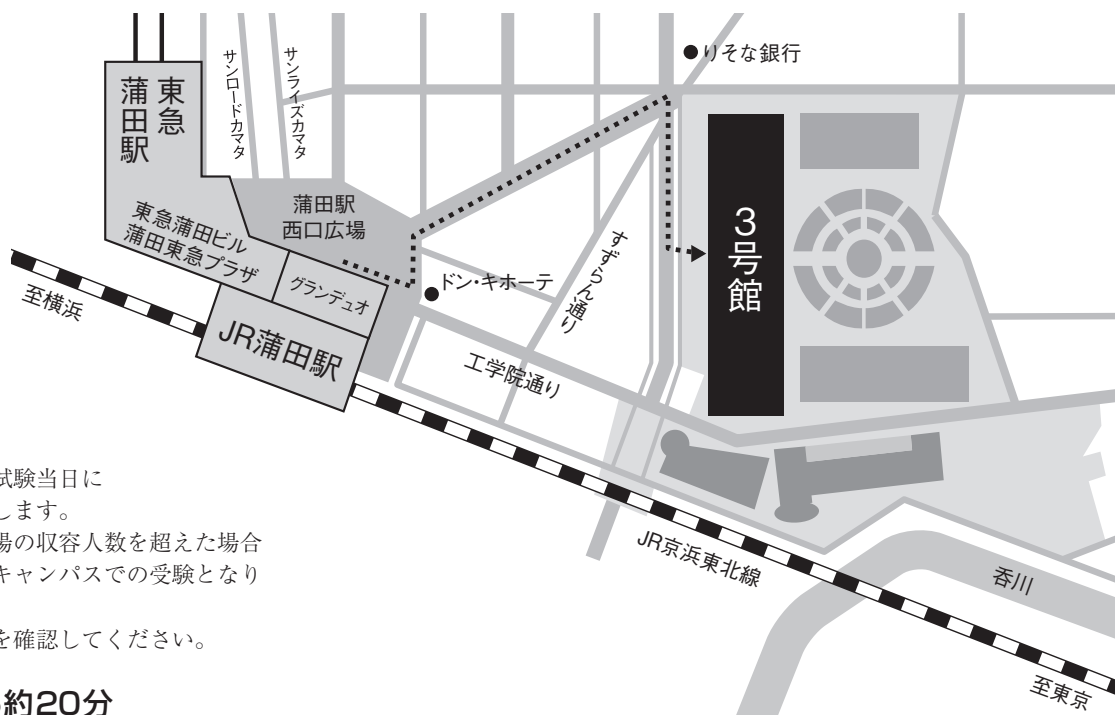 りそな銀行
サンロードカマタ
サンライズカマタ
東急
蒲田駅
蒲田駅
西口広場
東急蒲田ビル
蒲田東急プラザ
グランデュオ
JR蒲田駅
至横浜
ドン・キホーテ
すずらん通り
工学院通り
3号館
JR京浜東北線
呑川
至東京
試験当日に
します。
場の収容人数を超えた場合
キャンパスでの受験となり
を確認してください。
約20分